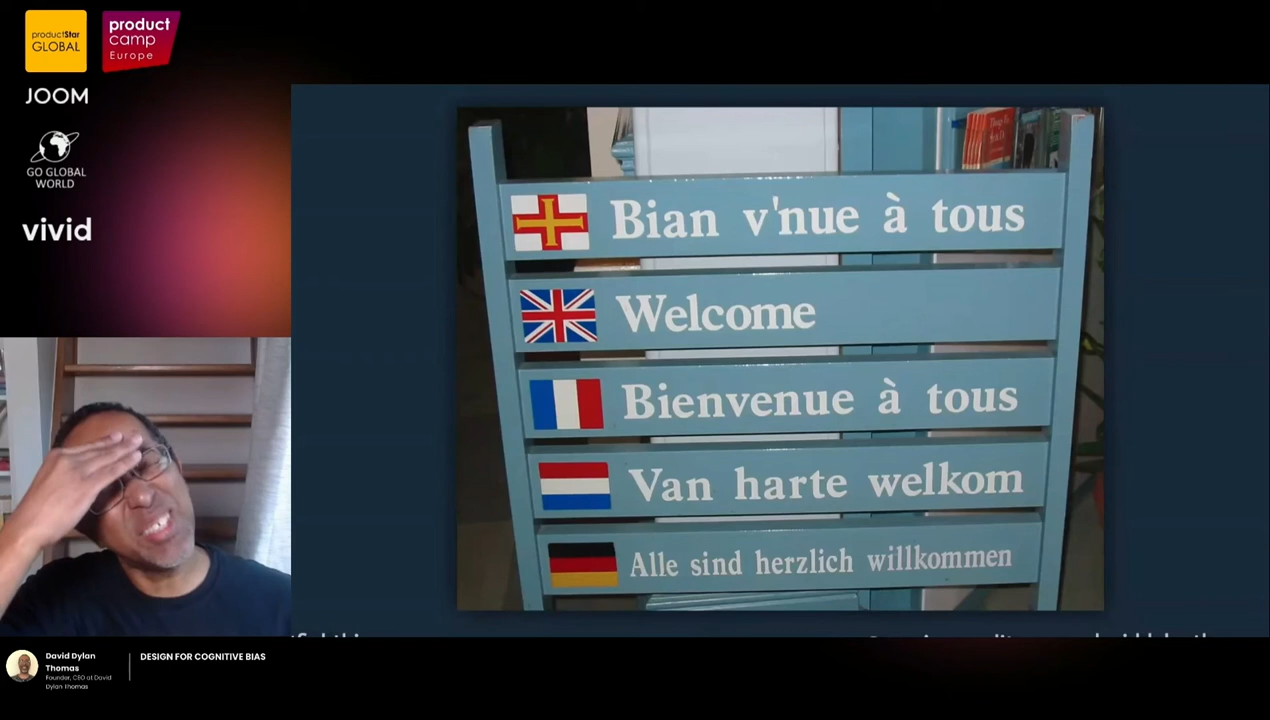 productStar
GLOBAL
product
camp
Europe
JOOM
GO GLOBAL
WORLD
vivid
Bian v'nue à tous
Welcome
Bienvenue à tous
Van harte welkom
Alle sind herzlich willkommen
David Dylan
Thomas
Founder, CEO at David
Dylan Thomas
DESIGN FOR COGNITIVE BIAS